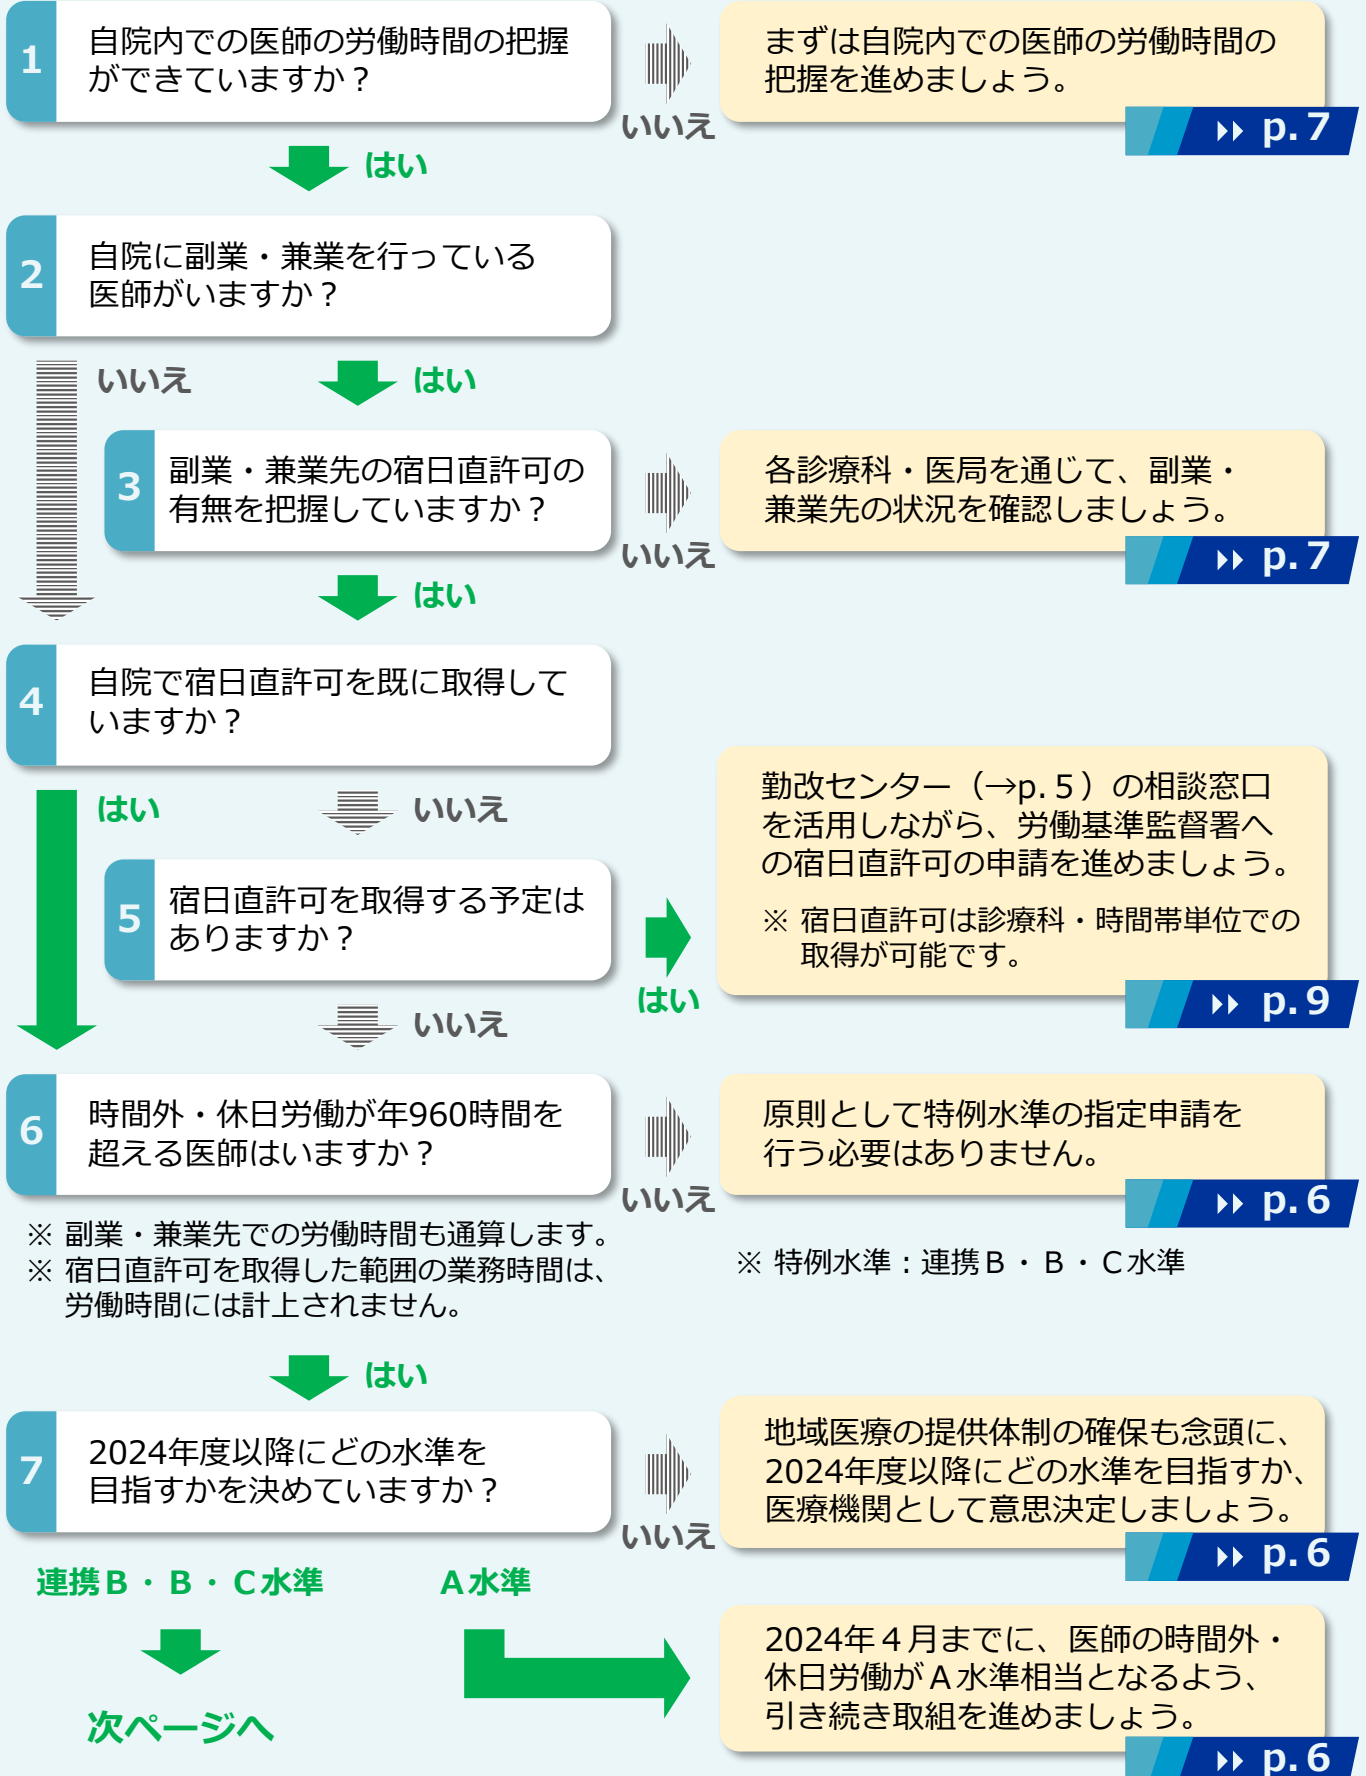 1
自院内での医師の労働時間の把握
ができていますか？
いいえ
まずは自院内での医師の労働時間の
把握を進めましょう。
p.7
はい
2
自院に副業・兼業を行っている
医師がいますか？
いいえ
はい
3
副業・兼業先の宿日直許可の
有無を把握していますか？
いいえ
各診療科・医局を通じて、副業・
兼業先の状況を確認しましょう。
p.7
はい
4
自院で宿日直許可を既に取得して
いますか？
はい
いいえ
5
宿日直許可を取得する予定は
ありますか？
はい
勤改センター（→p.５）の相談窓口
を活用しながら、労働基準監督署へ
の宿日直許可の申請を進めましょう。
※ 宿日直許可は診療科・時間帯単位での
取得が可能です。
p.9
いいえ
6
時間外・休日労働が年960時間を
超える医師はいますか？
いいえ
原則として特例水準の指定申請を
行う必要はありません。
p.6
※ 副業・兼業先での労働時間も通算します。
※ 宿日直許可を取得した範囲の業務時間は、
労働時間には計上されません。
※ 特例水準：連携Ｂ・Ｂ・Ｃ水準
はい
7
2024年度以降にどの水準を
目指すかを決めていますか？
いいえ
地域医療の提供体制の確保も念頭に、
2024年度以降にどの水準を目指すか、
医療機関として意思決定しましょう。
p.6
連携Ｂ・Ｂ・Ｃ水準
Ａ水準
次ページへ
2024年４月までに、医師の時間外・
休日労働がＡ水準相当となるよう、
引き続き取組を進めましょう。
p.6